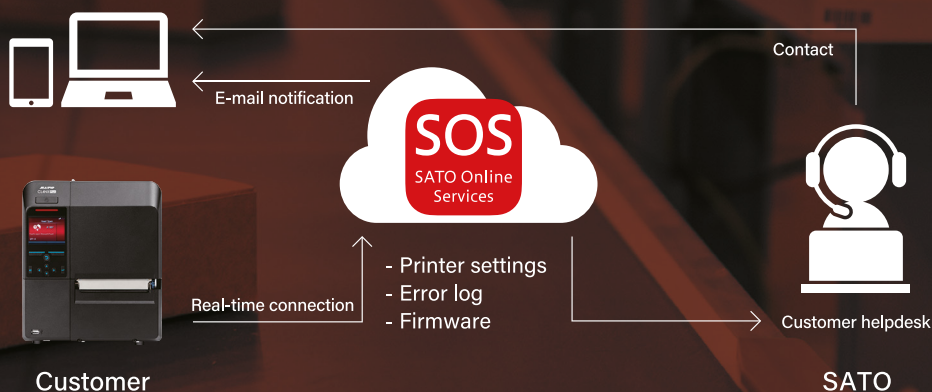 Contact
E-mail notification
SOS
SATO Online
Services
SATO
- Printer settings
- Error log
- Firmware
Real-time connection
Customer helpdesk
Customer
SATO